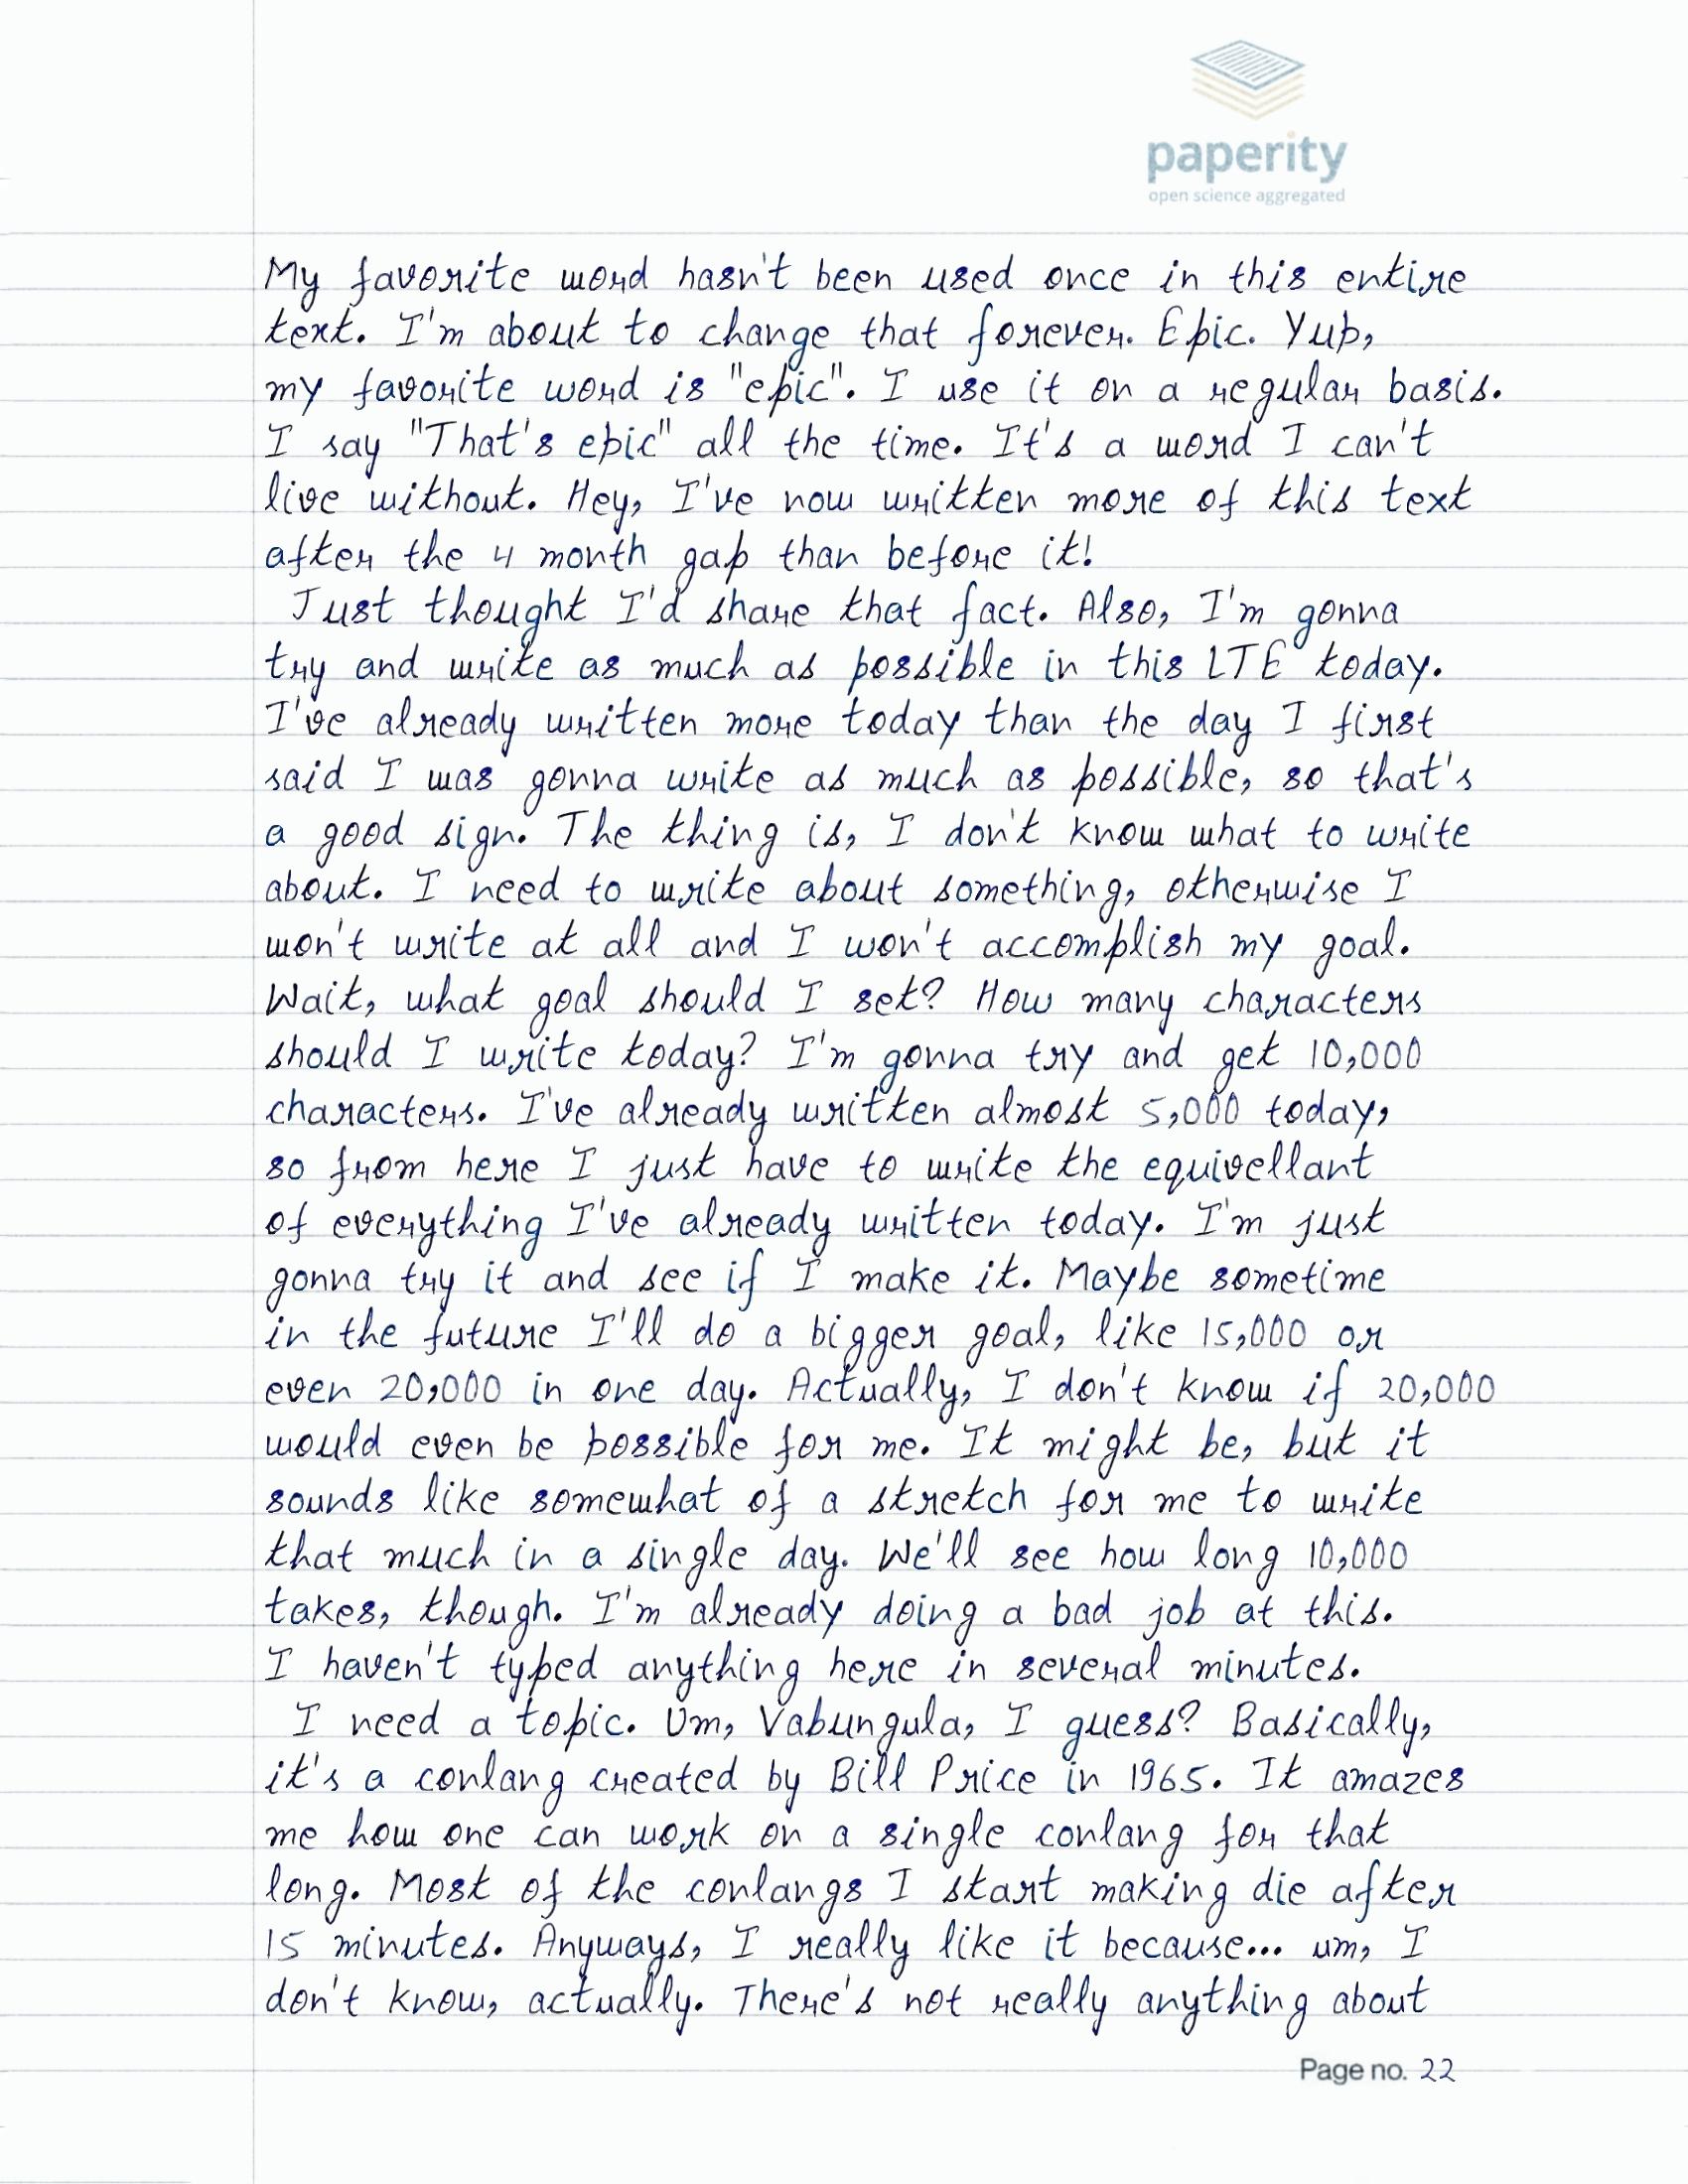 paperity
open science aggregated
My favorite word hasn't been used once in this entire
text. I'm about to change that forever. Epic. Yup,
my favorite word is "epic". I use it on a regular basis.
I say "That's epic" all the time. It's a word I can't
live without. Hey, I've now written more of this text
after the 4 month gap than before it!
Just thought I'd share that fact. Also, I'm gonna
try and write as much as possible in this LTE today.
I've already written more today than the day I first
said I was gonna write as much as possible, so that's
a good sign. The thing is, I don't know what to write
about. I need to write about something, otherwise I
won't write at all and I won't accomplish my goal.
Wait, what goal should I set? How many characters
should I write today? I'm gonna try and get 10,000
characters. I've already written almost 5,000 today,
so from here I just have to write the equivellant
of everything I've already written today. I'm just
gonna try it and see if I make it. Maybe sometime
in the future I'll do a bigger goal, like 15,000 or
even 20,000 in one day. Actually, I don't know if 20,000
would even be possible for me. It might be, but it
sounds like somewhat of a stretch for me to write
that much in a single day. We'll see how long 10,000
takes, though. I'm already doing a bad job at this.
I haven't typed anything here in several minutes.
I need a topic. Um, Vabungula, I guess? Basically,
it's a conlang created by Bill Price in 1965. It amazes
me how one can work on a single conlang for that
long. Most of the conlangs I start making die after
15 minutes. Anyways, I really like it because... um, I
don't know, actually. There's not really anything about
Page no. 22